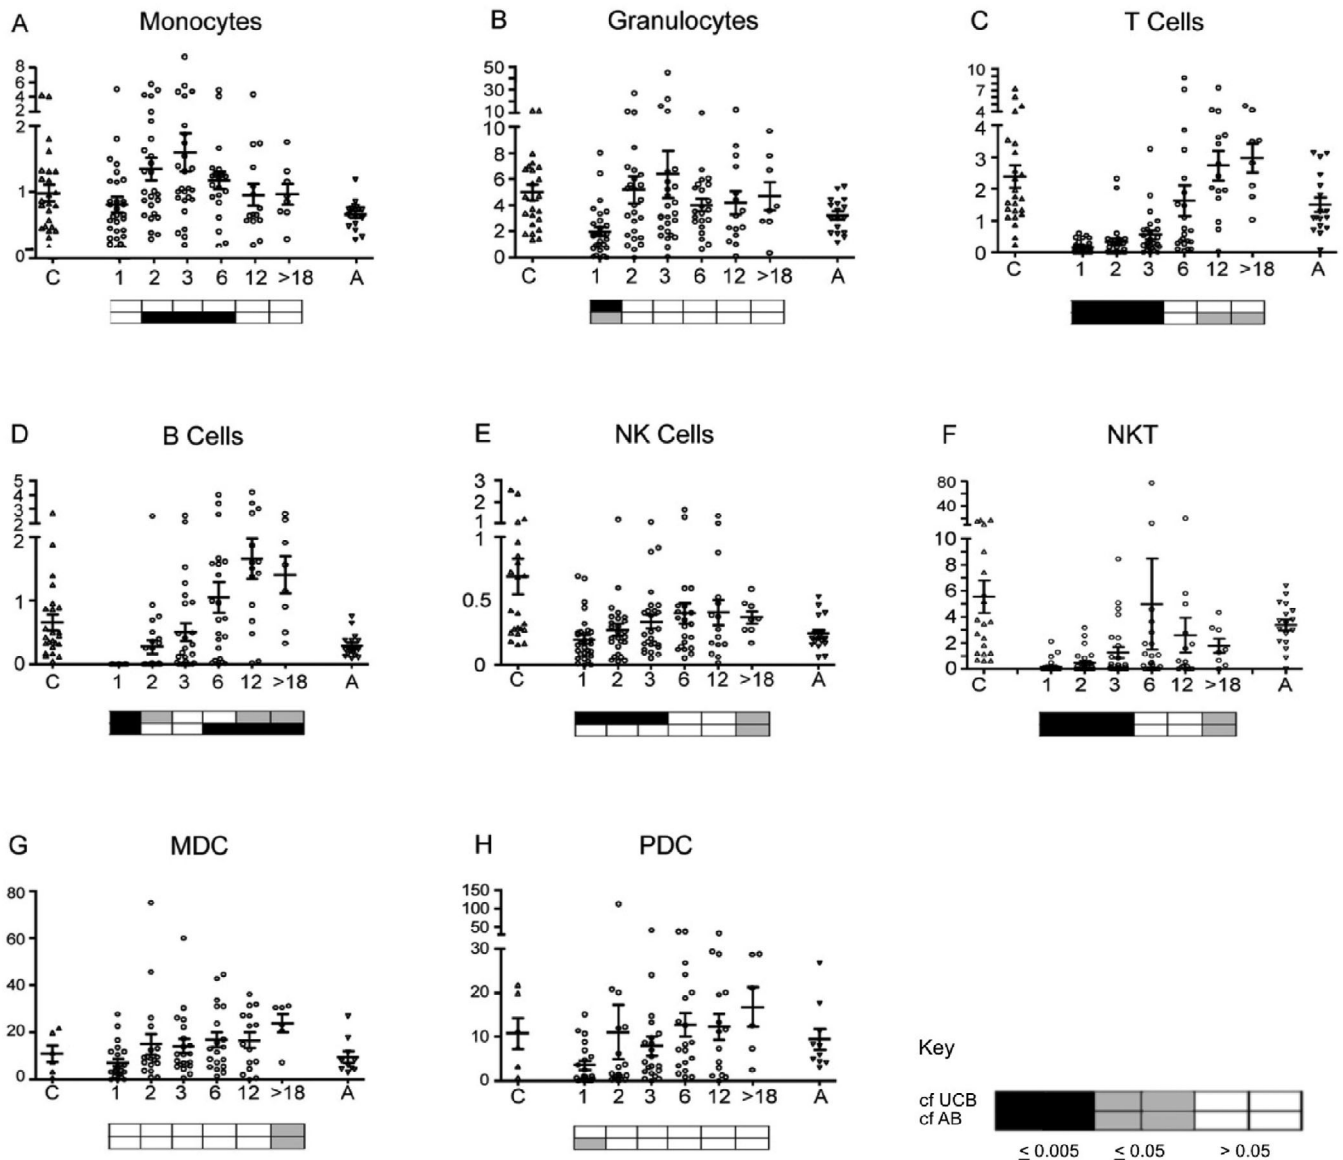 A Monocytes
8
6
4
2
2
1
0
C 1 2 3 6 12 >18 A
B Granulocytes
50
30
10
10
8
6
4
2
0
C 1 2 3 6 12 >18 A
C T Cells
10
7
4
4
3
2
1
0
C 1 2 3 6 12 >18 A
D B Cells
5
4
3
2
2
1
0
C 1 2 3 6 12 >18 A
E NK Cells
3
2
1
1
0.5
0
C 1 2 3 6 12 >18 A
F NKT
80
40
10
8
6
4
2
0
C 1 2 3 6 12 >18 A
G MDC
80
60
40
20
0
C 1 2 3 6 12 >18 A
H PDC
150
100
50
30
20
10
0
C 1 2 3 6 12 >18 A
Key
cf UCB
cf AB
≤ 0.005 ≤ 0.05 > 0.05